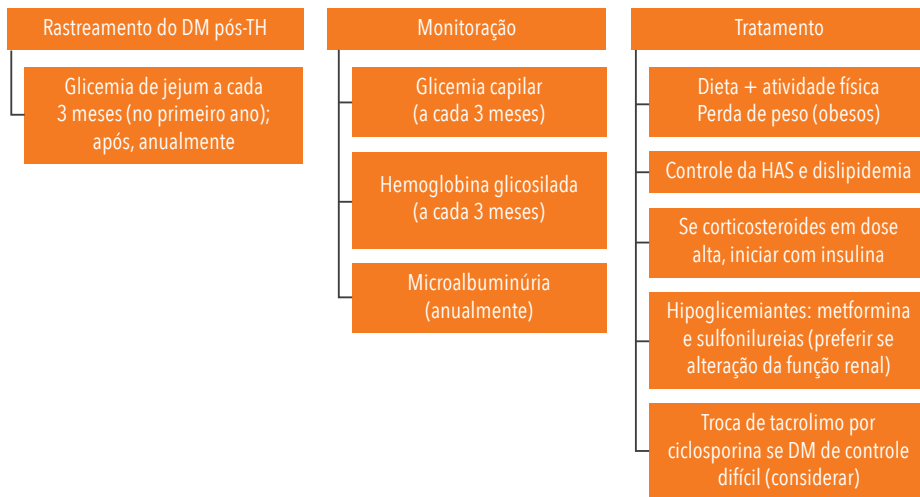 Rastreamento do DM pós-TH
Glicemia de jejum a cada
3 meses (no primeiro ano);
após, anualmente
Monitoração
Glicemia capilar
(a cada 3 meses)
Hemoglobina glicosilada
(a cada 3 meses)
Microalbuminúria
(anualmente)
Tratamento
Dieta + atividade física
Perda de peso (obesos)
Controle da HAS e dislipidemia
Se corticosteroides em dose
alta, iniciar com insulina
Hipoglicemiantes: metformina
e sulfonilureias (preferir se
alteração da função renal)
Troca de tacrolimo por
ciclosporina se DM de controle
difícil (considerar)